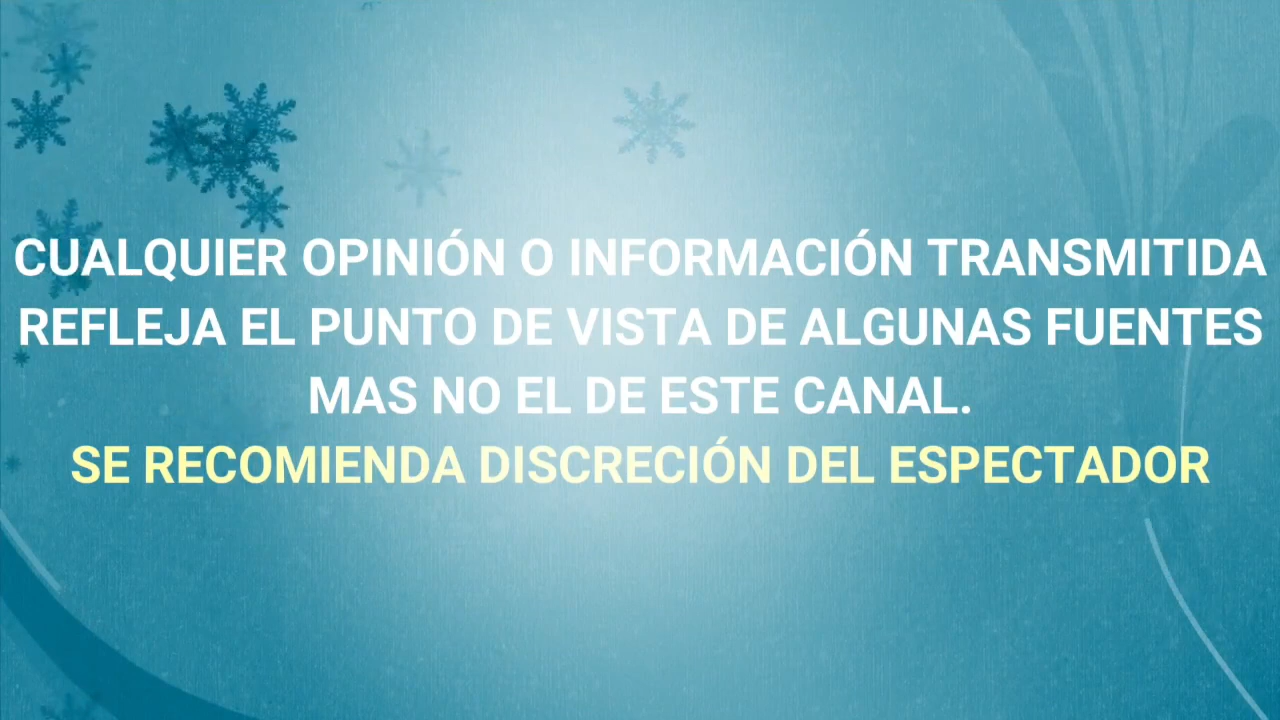 CUALQUIER OPINIÓN O INFORMACIÓN TRANSMITIDA
REFLEJA EL PUNTO DE VISTA DE ALGUNAS FUENTES
MAS NO EL DE ESTE CANAL.
SE RECOMIENDA DISCRECIÓN DEL ESPECTADOR